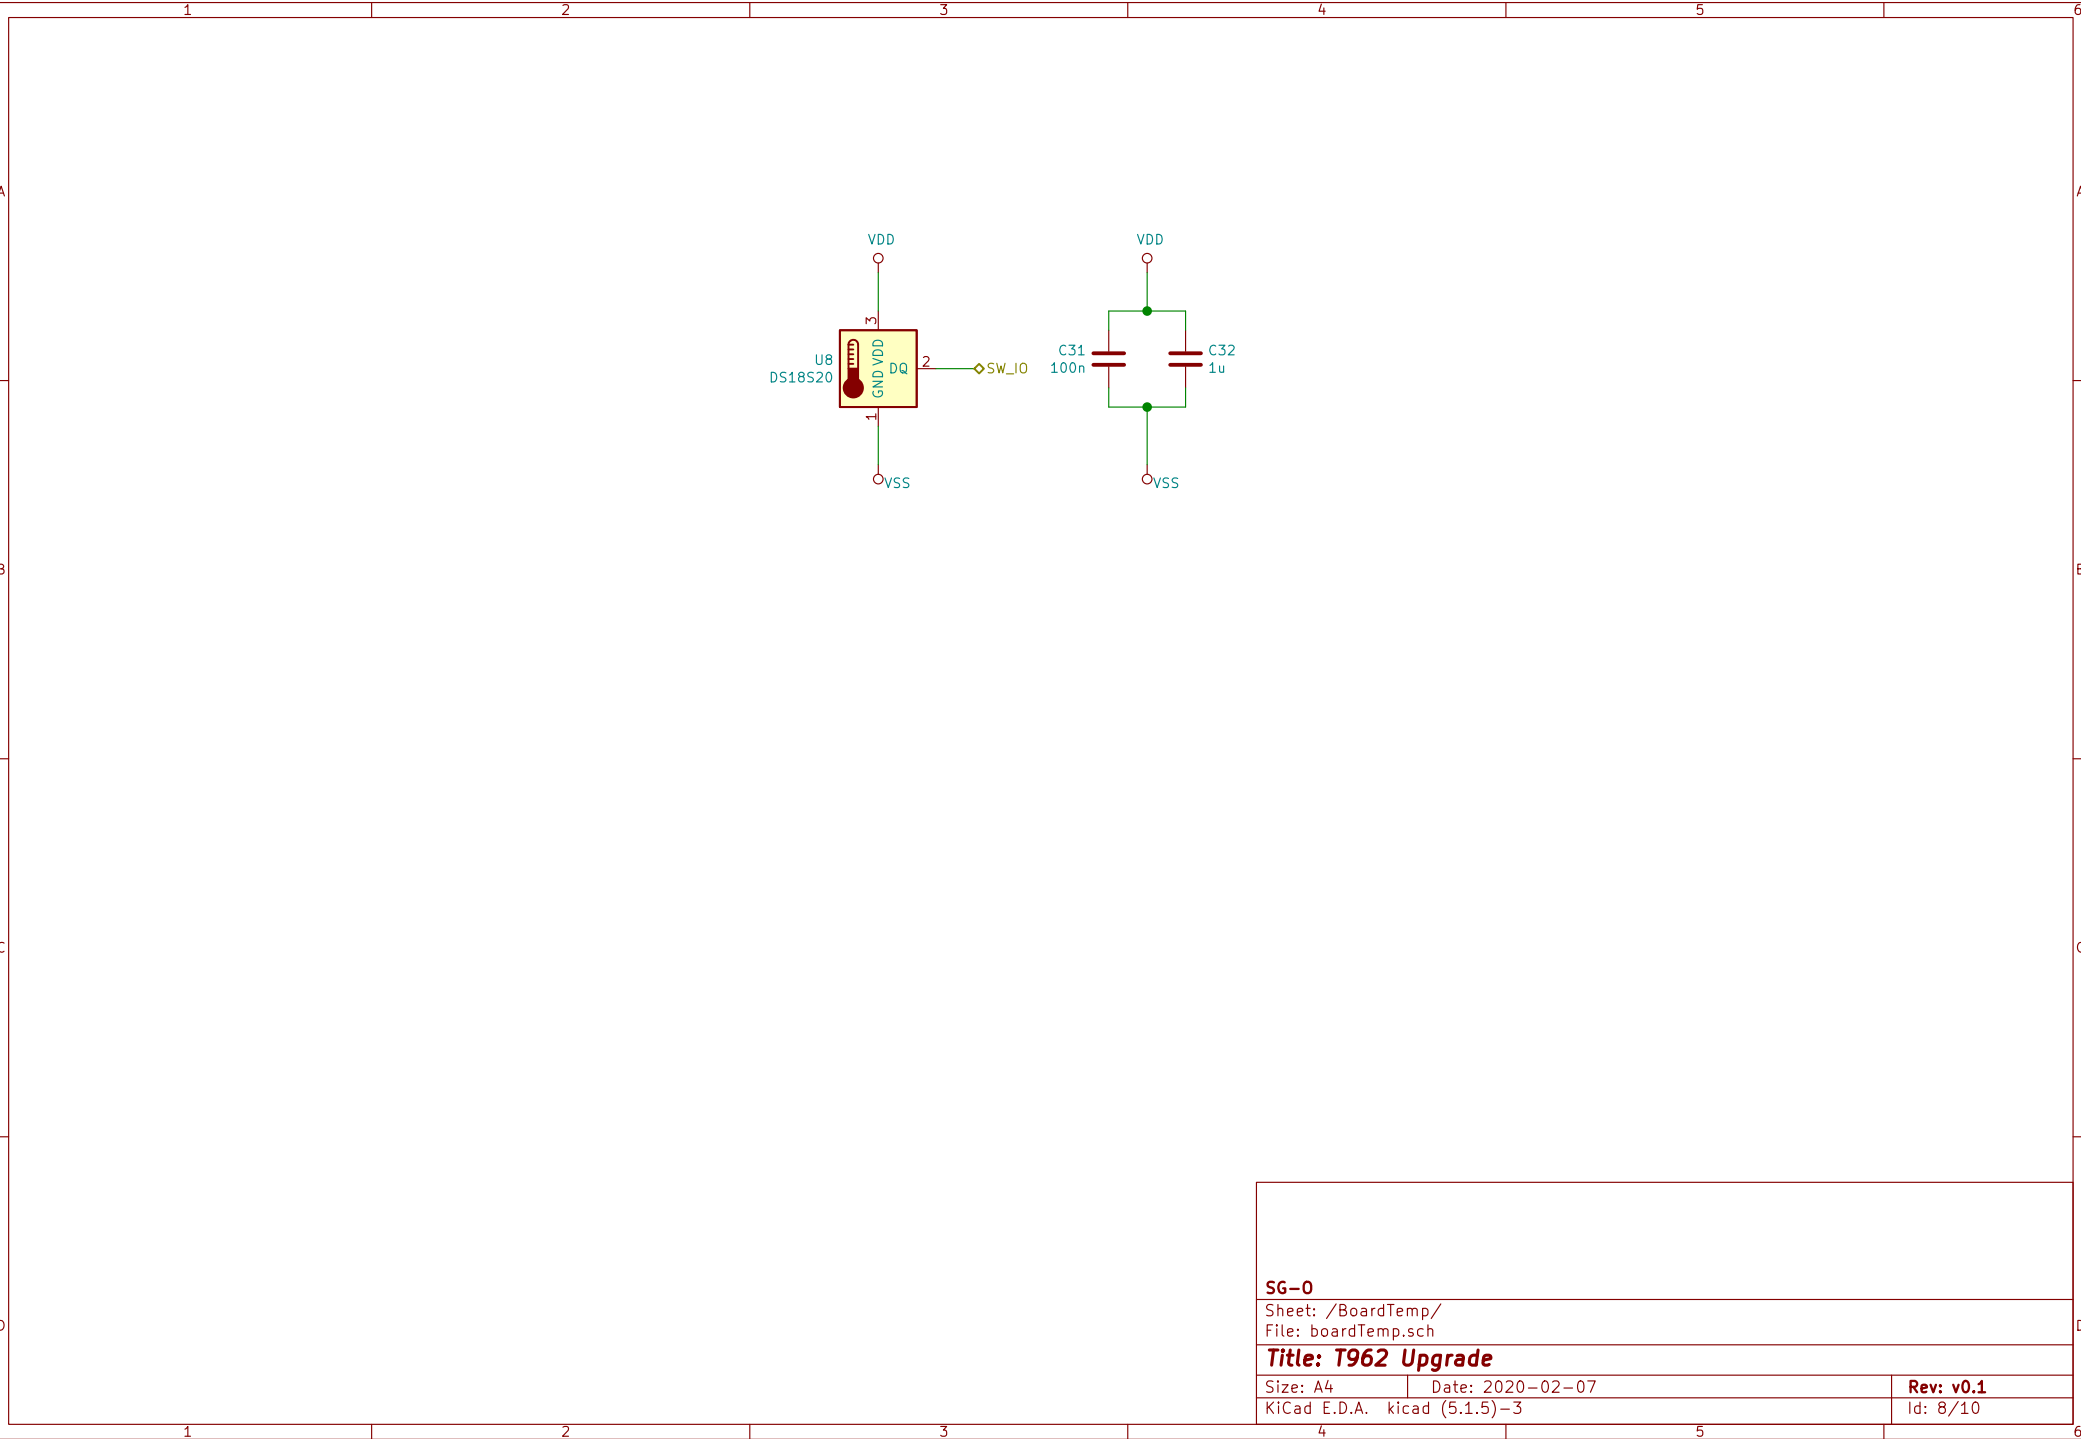 1 2 3 4 5 6
A A
VDD VDD
3
U8
DS18S20
VDD
GND
DQ
2
SW_IO
1
C31
100n
C32
1u
VSS VSS
B B
C C
SG-O
Sheet: /BoardTemp/
File: boardTemp.sch
D D
Title: T962 Upgrade
Size: A4 Date: 2020-02-07 Rev: v0.1
KiCad E.D.A. kicad (5.1.5)-3 Id: 8/10
1 2 3 4 5 6